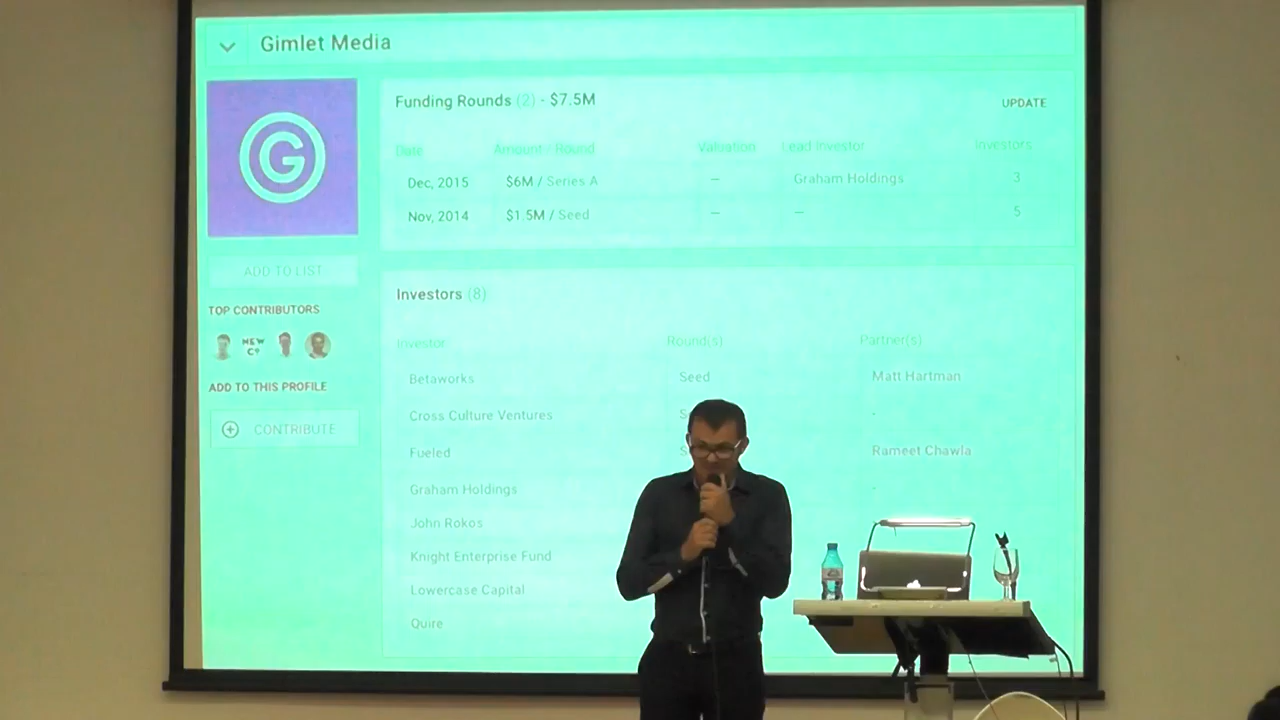 Gimlet Media
G
Funding Rounds (2) - $7.5M
UPDATE
Date Amount / Round Valuation Lead Investor Investors
Dec, 2015 $6M / Series A – Graham Holdings 3
Nov, 2014 $1.5M / Seed – – 5
ADD TO LIST
TOP CONTRIBUTORS
NEW
CO
ADD TO THIS PROFILE
CONTRIBUTE
Investors (8)
Investor Round(s) Partner(s)
Betaworks Seed Matt Hartman
Cross Culture Ventures -
Fueled Rameet Chawla
Graham Holdings -
John Rokos
Knight Enterprise Fund
Lowercase Capital
Quire